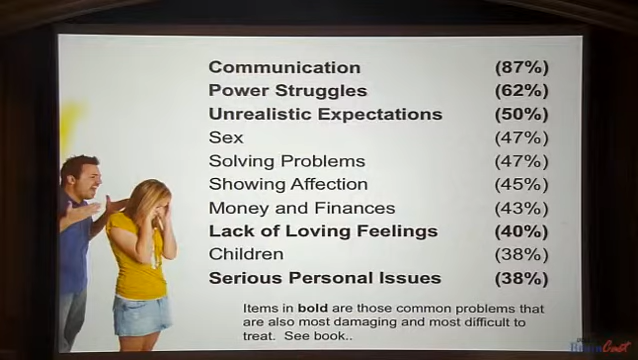 Communication (87%)
Power Struggles (62%)
Unrealistic Expectations (50%)
Sex (47%)
Solving Problems (47%)
Showing Affection (45%)
Money and Finances (43%)
Lack of Loving Feelings (40%)
Children (38%)
Serious Personal Issues (38%)
Items in bold are those common problems that
are also most damaging and most difficult to
treat. See book..